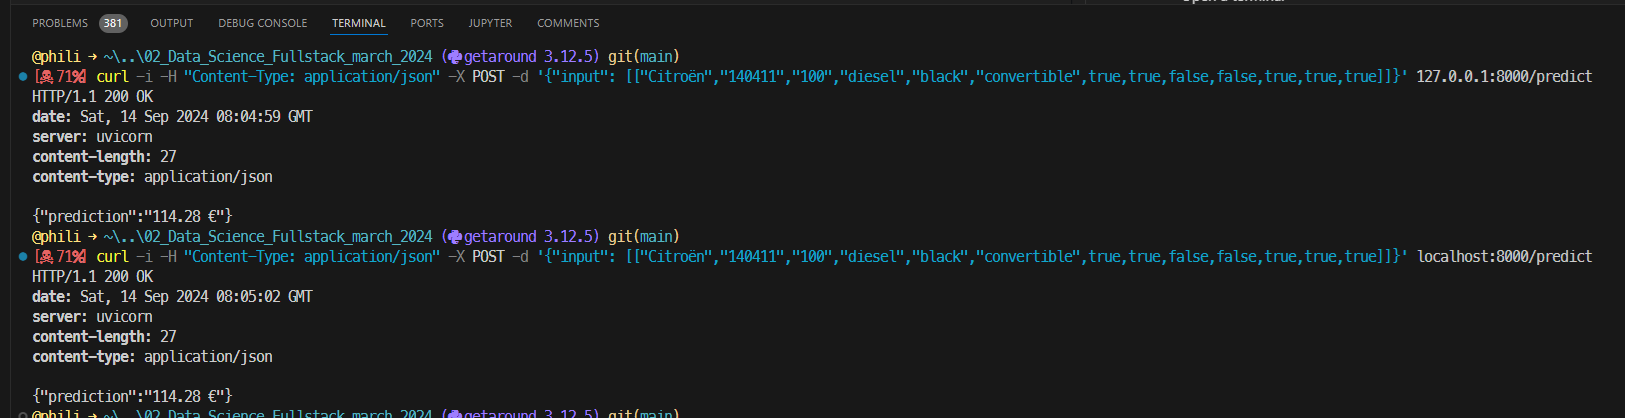 Open a terminal
PROBLEMS 381 OUTPUT DEBUG CONSOLE TERMINAL PORTS JUPYTER COMMENTS
@phili → ~\..\02_Data_Science_Fullstack_march_2024 (getaround 3.12.5) git(main)
[☠71%] curl -i -H "Content-Type: application/json" -X POST -d '{"input": [["Citroën","140411","100","diesel","black","convertible",true,true,false,false,true,true,true]]}' 127.0.0.1:8000/predict
HTTP/1.1 200 OK
date: Sat, 14 Sep 2024 08:04:59 GMT
server: uvicorn
content-length: 27
content-type: application/json
{"prediction":"114.28 €"}
@phili → ~\..\02_Data_Science_Fullstack_march_2024 (getaround 3.12.5) git(main)
[☠71%] curl -i -H "Content-Type: application/json" -X POST -d '{"input": [["Citroën","140411","100","diesel","black","convertible",true,true,false,false,true,true,true]]}' localhost:8000/predict
HTTP/1.1 200 OK
date: Sat, 14 Sep 2024 08:05:02 GMT
server: uvicorn
content-length: 27
content-type: application/json
{"prediction":"114.28 €"}
@phili → ~\..\02_Data_Science_Fullstack_march_2024 (getaround 3.12.5) git(main)